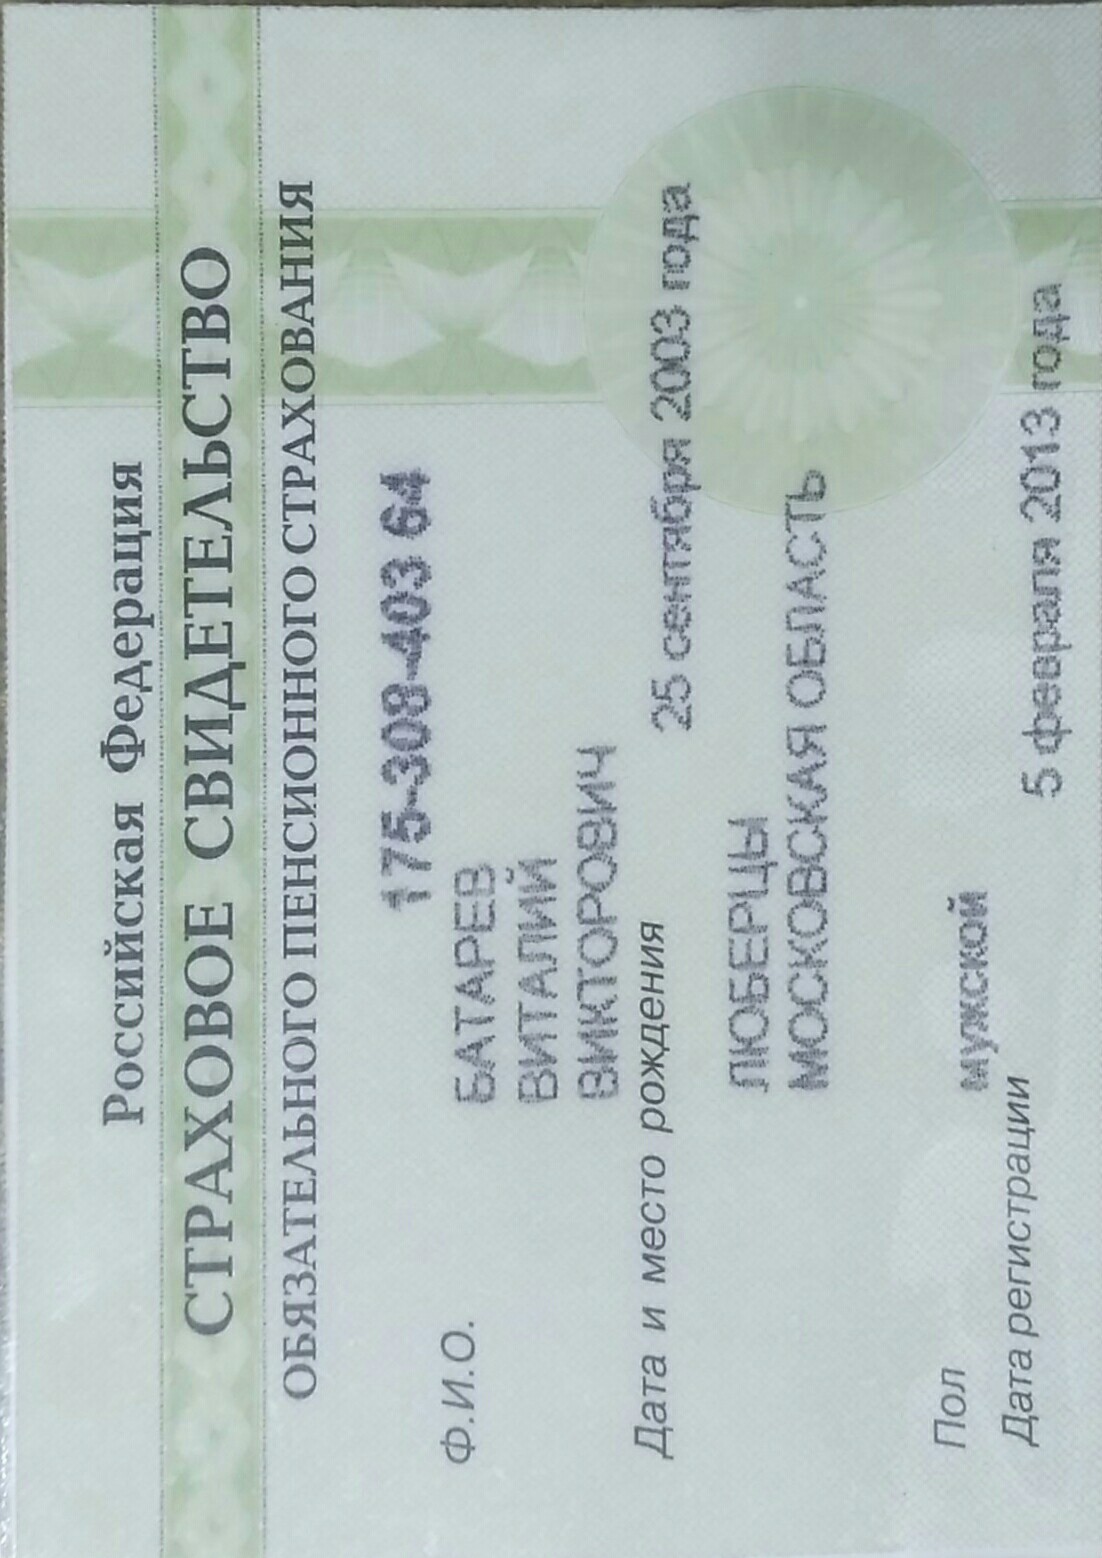 Российская Федерация
СТРАХОВОЕ СВИДЕТЕЛЬСТВО
ОБЯЗАТЕЛЬНОГО ПЕНСИОННОГО СТРАХОВАНИЯ
175-308-403 64
Ф.И.О. БАТАРЕВ
ВИТАЛИЙ
ВИКТОРОВИЧ
Дата и место рождения 25 сентября 2003 года
ЛЮБЕРЦЫ
МОСКОВСКАЯ ОБЛАСТЬ
Пол мужской
Дата регистрации 5 февраля 2013 года